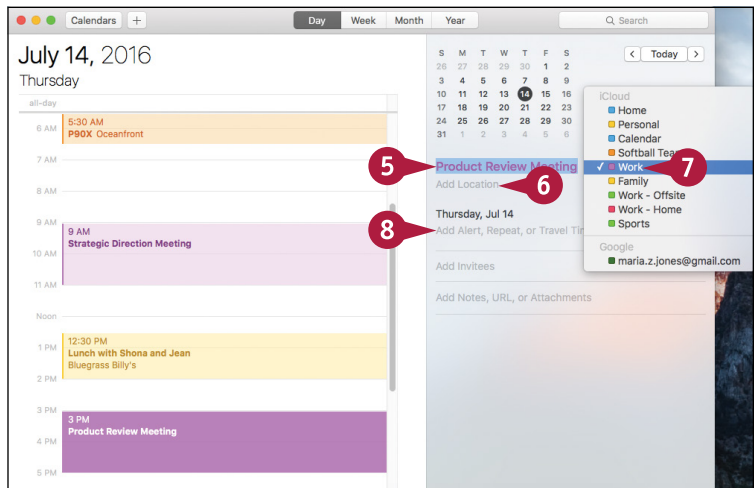 Calendars +
Day Week Month Year
Search
July 14, 2016
Thursday
all-day
6 AM
5:30 AM
P90X Oceanfront
7 AM
8 AM
9 AM
9 AM
Strategic Direction Meeting
10 AM
11 AM
Noon
1 PM
12:30 PM
Lunch with Shona and Jean
Bluegrass Billy's
2 PM
3 PM
3 PM
Product Review Meeting
4 PM
5 PM
< Today >
S M T W T F S
26 27 28 29 30 1 2
3 4 5 6 7 8 9
10 11 12 13 14 15 16
17 18 19 20 21 22 23
24 25 26 27 28 29 30
31 1 2 3 4 5 6
5
Product Review Meeting
Add Location
6
Thursday, Jul 14
8
Add Alert, Repeat, or Travel
Add Invitees
Add Notes, URL, or Attachments
iCloud
Home
Personal
Calendar
Softball
✓ Work
7
Family
Work - Offsite
Work - Home
Sports
Google
maria.z.jones@gmail.com